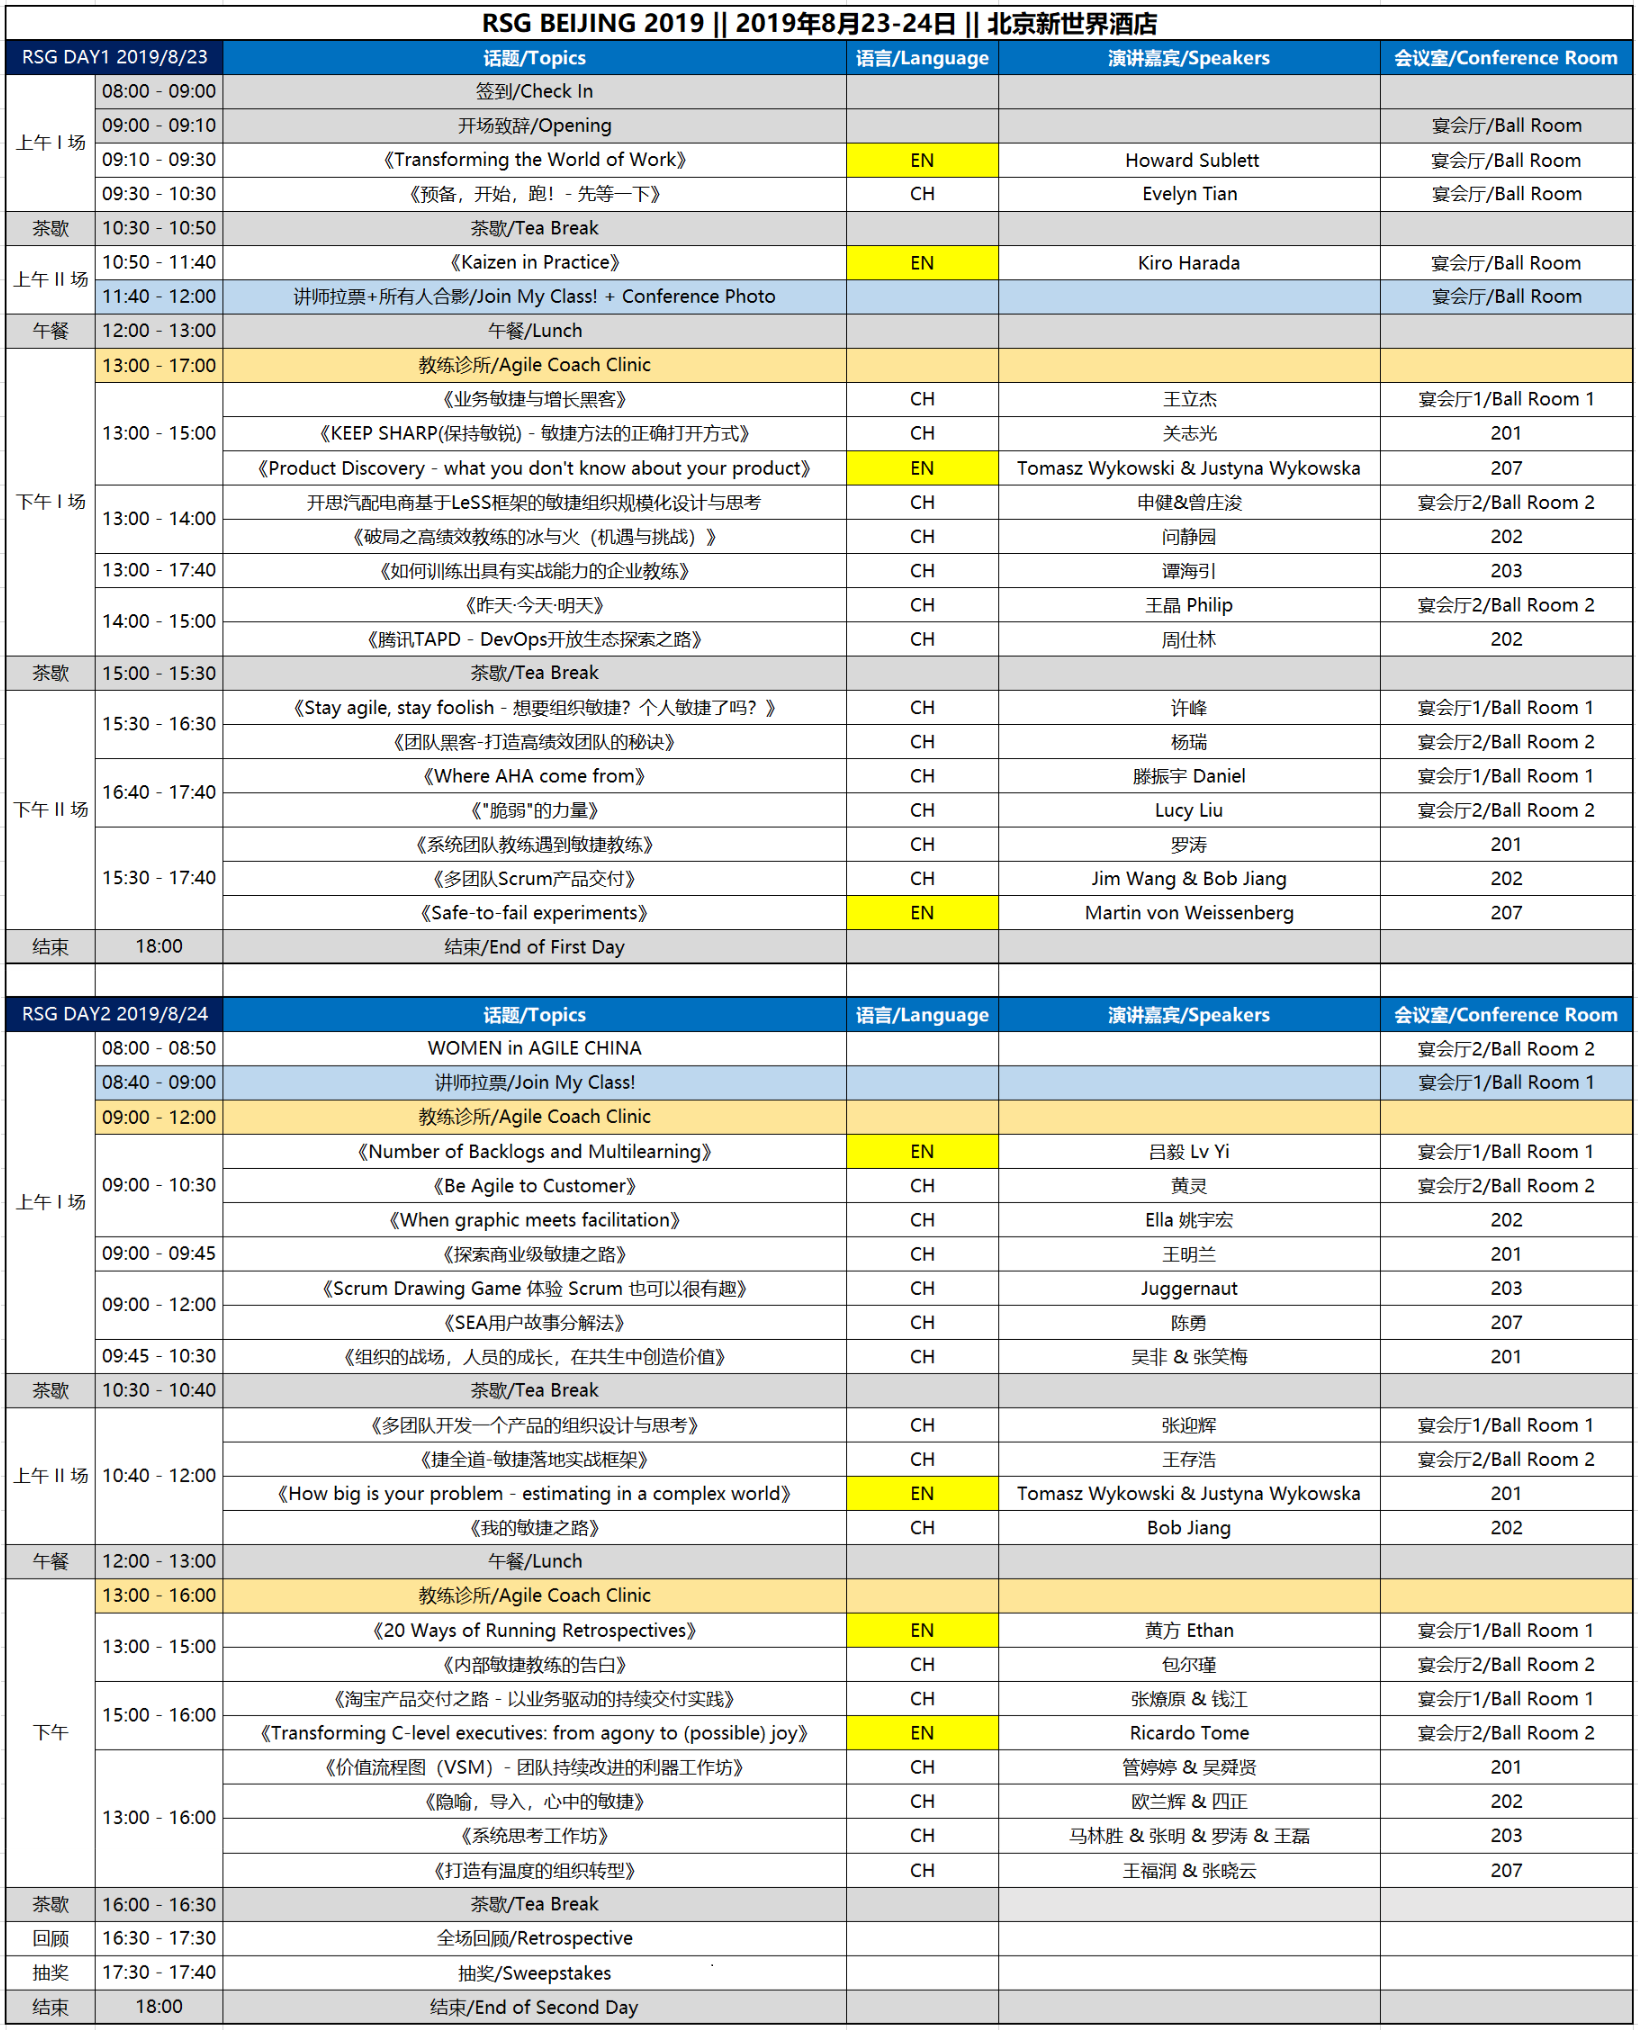 RSG BEIJING 2019 || 2019年8月23-24日 || 北京新世界酒店
RSG DAY1 2019/8/23 话题/Topics 语言/Language 演讲嘉宾/Speakers 会议室/Conference Room
上午 I 场
08:00 - 09:00 签到/Check In
09:00 - 09:10 开场致辞/Opening 宴会厅/Ball Room
09:10 - 09:30 《Transforming the World of Work》 EN Howard Sublett 宴会厅/Ball Room
09:30 - 10:30 《预备，开始，跑！- 先等一下》 CH Evelyn Tian 宴会厅/Ball Room
茶歇 10:30 - 10:50 茶歇/Tea Break
上午 II 场
10:50 - 11:40 《Kaizen in Practice》 EN Kiro Harada 宴会厅/Ball Room
11:40 - 12:00 讲师拉票+所有人合影/Join My Class! + Conference Photo 宴会厅/Ball Room
午餐 12:00 - 13:00 午餐/Lunch
下午 I 场
13:00 - 17:00 教练诊所/Agile Coach Clinic
13:00 - 15:00 《业务敏捷与增长黑客》 CH 王立杰 宴会厅1/Ball Room 1
《KEEP SHARP(保持敏锐) - 敏捷方法的正确打开方式》 CH 关志光 201
《Product Discovery - what you don't know about your product》 EN Tomasz Wykowski & Justyna Wykowska 207
13:00 - 14:00 开思汽配电商基于LeSS框架的敏捷组织规模化设计与思考 CH 申健&曾庄浚 宴会厅2/Ball Room 2
《破局之高绩效教练的冰与火（机遇与挑战）》 CH 问静园 202
13:00 - 17:40 《如何训练出具有实战能力的企业教练》 CH 谭海引 203
14:00 - 15:00 《昨天·今天·明天》 CH 王晶 Philip 宴会厅2/Ball Room 2
《腾讯TAPD - DevOps开放生态探索之路》 CH 周仕林 202
茶歇 15:00 - 15:30 茶歇/Tea Break
下午 II 场
15:30 - 16:30 《Stay agile, stay foolish - 想要组织敏捷？个人敏捷了吗？》 CH 许峰 宴会厅1/Ball Room 1
《团队黑客-打造高绩效团队的秘诀》 CH 杨瑞 宴会厅2/Ball Room 2
16:40 - 17:40 《Where AHA come from》 CH 滕振宇 Daniel 宴会厅1/Ball Room 1
《"脆弱"的力量》 CH Lucy Liu 宴会厅2/Ball Room 2
15:30 - 17:40 《系统团队教练遇到敏捷教练》 CH 罗涛 201
《多团队Scrum产品交付》 CH Jim Wang & Bob Jiang 202
《Safe-to-fail experiments》 EN Martin von Weissenberg 207
结束 18:00 结束/End of First Day
RSG DAY2 2019/8/24 话题/Topics 语言/Language 演讲嘉宾/Speakers 会议室/Conference Room
上午 I 场
08:00 - 08:50 WOMEN in AGILE CHINA 宴会厅2/Ball Room 2
08:40 - 09:00 讲师拉票/Join My Class! 宴会厅1/Ball Room 1
09:00 - 12:00 教练诊所/Agile Coach Clinic
09:00 - 10:30 《Number of Backlogs and Multilearning》 EN 吕毅 Lv Yi 宴会厅1/Ball Room 1
《Be Agile to Customer》 CH 黄灵 宴会厅2/Ball Room 2
《When graphic meets facilitation》 CH Ella 姚宇宏 202
09:00 - 09:45 《探索商业级敏捷之路》 CH 王明兰 201
09:00 - 12:00 《Scrum Drawing Game 体验 Scrum 也可以很有趣》 CH Juggernaut 203
《SEA用户故事分解法》 CH 陈勇 207
09:45 - 10:30 《组织的战场，人员的成长，在共生中创造价值》 CH 吴非 & 张笑梅 201
茶歇 10:30 - 10:40 茶歇/Tea Break
上午 II 场
10:40 - 12:00 《多团队开发一个产品的组织设计与思考》 CH 张迎辉 宴会厅1/Ball Room 1
《捷全道-敏捷落地实战框架》 CH 王存浩 宴会厅2/Ball Room 2
《How big is your problem - estimating in a complex world》 EN Tomasz Wykowski & Justyna Wykowska 201
《我的敏捷之路》 CH Bob Jiang 202
午餐 12:00 - 13:00 午餐/Lunch
下午
13:00 - 16:00 教练诊所/Agile Coach Clinic
13:00 - 15:00 《20 Ways of Running Retrospectives》 EN 黄方 Ethan 宴会厅1/Ball Room 1
《内部敏捷教练的告白》 CH 包尔瑾 宴会厅2/Ball Room 2
15:00 - 16:00 《淘宝产品交付之路 - 以业务驱动的持续交付实践》 CH 张燎原 & 钱江 宴会厅1/Ball Room 1
《Transforming C-level executives: from agony to (possible) joy》 EN Ricardo Tome 宴会厅2/Ball Room 2
13:00 - 16:00 《价值流程图（VSM）- 团队持续改进的利器工作坊》 CH 管婷婷 & 吴舜贤 201
《隐喻，导入，心中的敏捷》 CH 欧兰辉 & 四正 202
《系统思考工作坊》 CH 马林胜 & 张明 & 罗涛 & 王磊 203
《打造有温度的组织转型》 CH 王福润 & 张晓云 207
茶歇 16:00 - 16:30 茶歇/Tea Break
回顾 16:30 - 17:30 全场回顾/Retrospective
抽奖 17:30 - 17:40 抽奖/Sweepstakes
结束 18:00 结束/End of Second Day